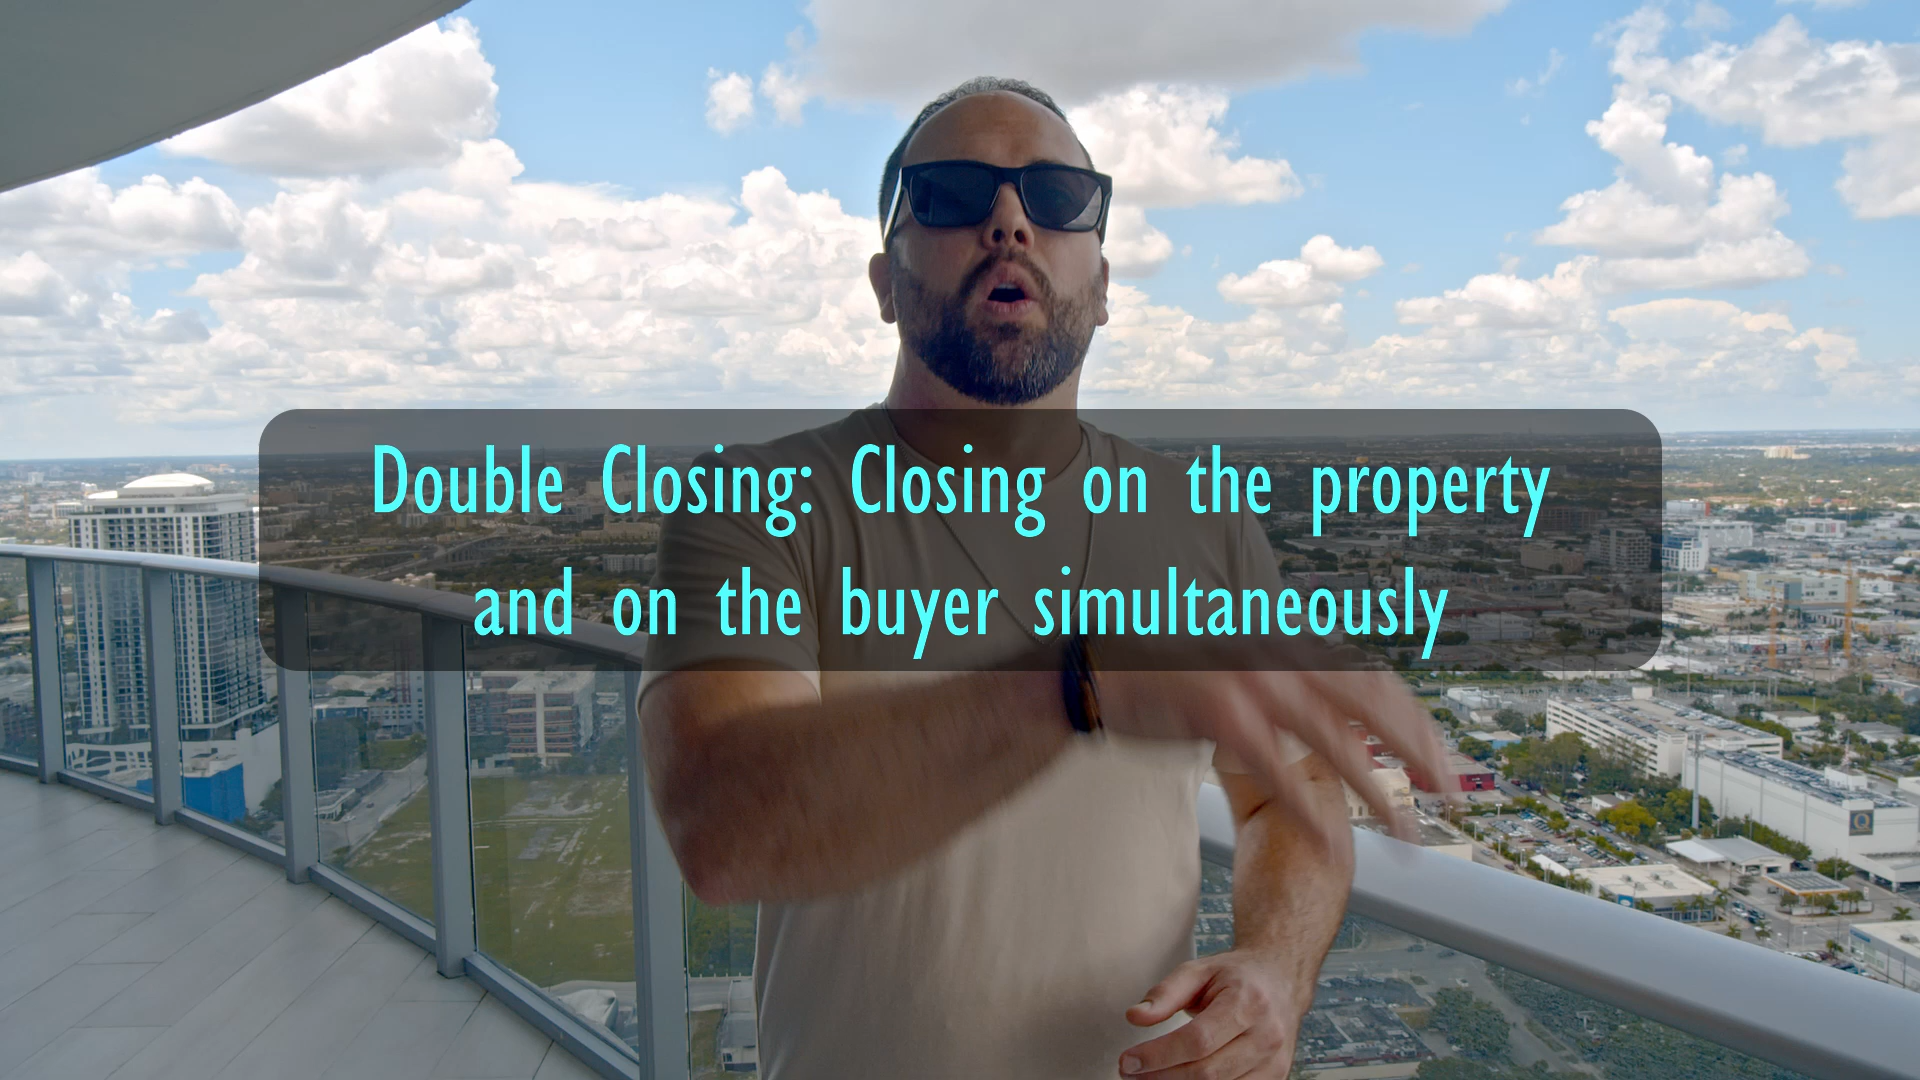 Double Closing: Closing on the property
and on the buyer simultaneously
Q